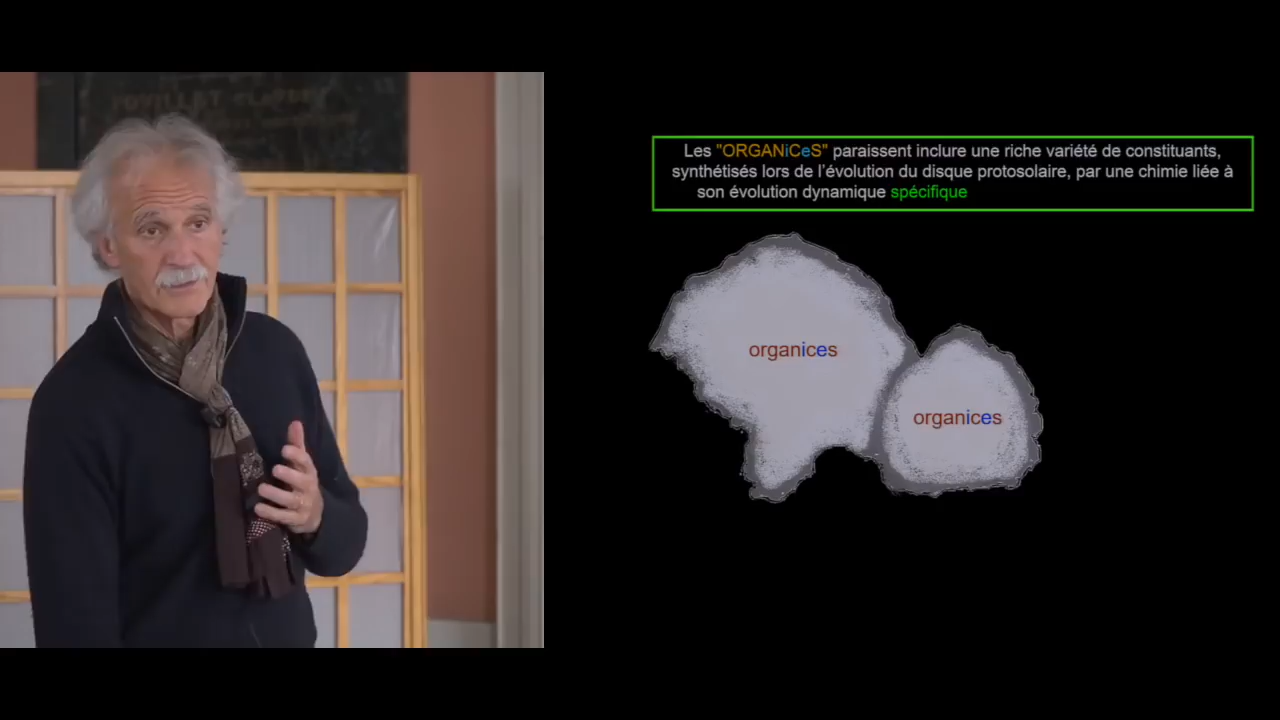 Les "ORGANiCeS" paraissent inclure une riche variété de constituants,
synthétisés lors de l'évolution du disque protosolaire, par une chimie liée à
son évolution dynamique spécifique
organices
organices